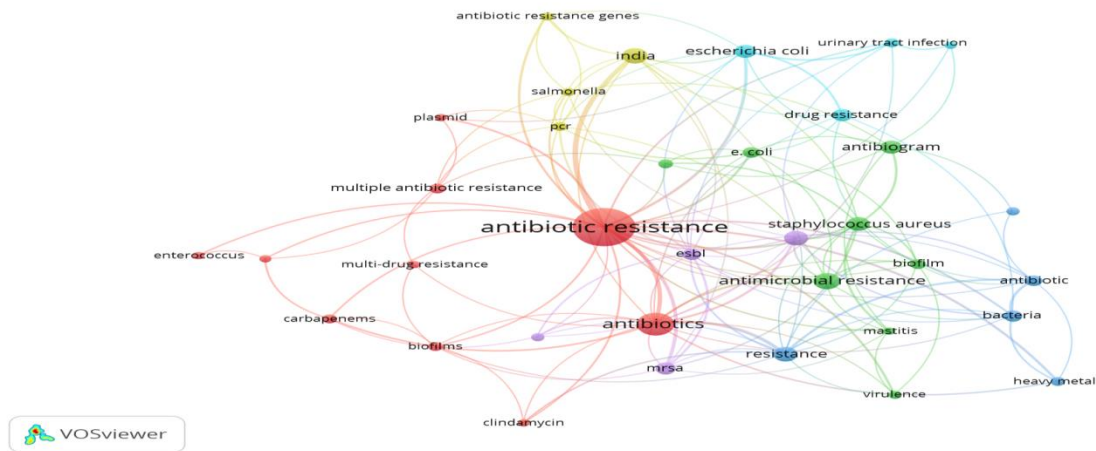 antibiotic resistance genes
urinary tract infection
india
escherichia coli
salmonella
plasmid
drug resistance
pcr
e. coli
antibiogram
multiple antibiotic resistance
antibiotic resistance
staphylococcus aureus
enterococcus
esbl
multi-drug resistance
biofilm
antimicrobial resistance
antibiotic
carbapenems
antibiotics
bacteria
mastitis
biofilms
resistance
mrsa
heavy metal
virulence
clindamycin
VOSviewer